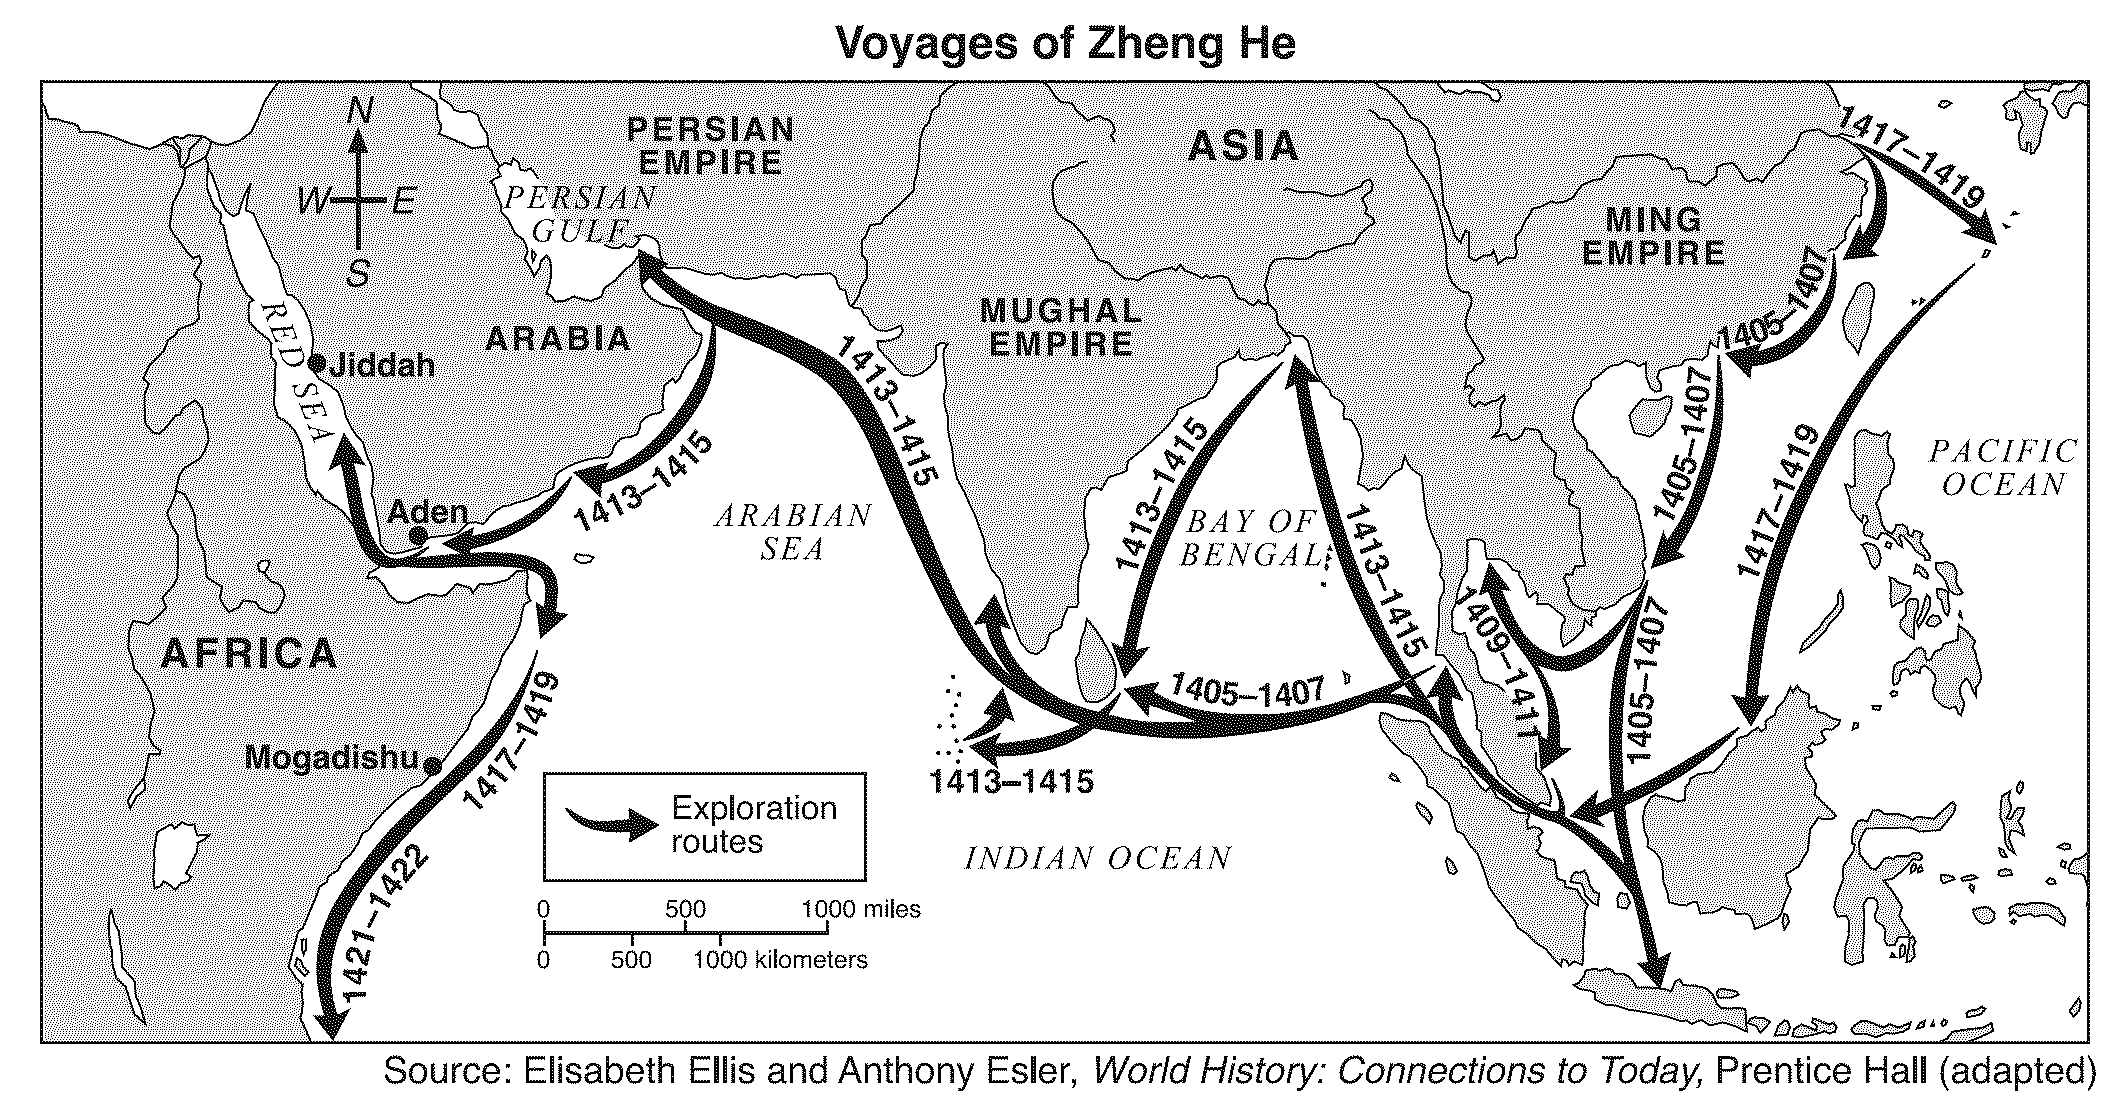 Voyages of Zheng He
N
W
E
S
PERSIAN
EMPIRE
PERSIAN
GULF
ASIA
1417–1419
MING
EMPIRE
1405–1407
1405–1407
MUGHAL
EMPIRE
ARABIA
RED SEA
Jiddah
1413–1415
1413–1415
1413–1415
1405–1407
1417–1419
PACIFIC
OCEAN
Aden
ARABIAN
SEA
BAY OF
BENGAL
1413–1415
1409–1411
1405–1407
AFRICA
1417–1419
1405–1407
Mogadishu
1413–1415
1421–1422
Exploration
routes
INDIAN OCEAN
0 500 1000 miles
0 500 1000 kilometers
Source: Elisabeth Ellis and Anthony Esler, World History: Connections to Today, Prentice Hall (adapted)